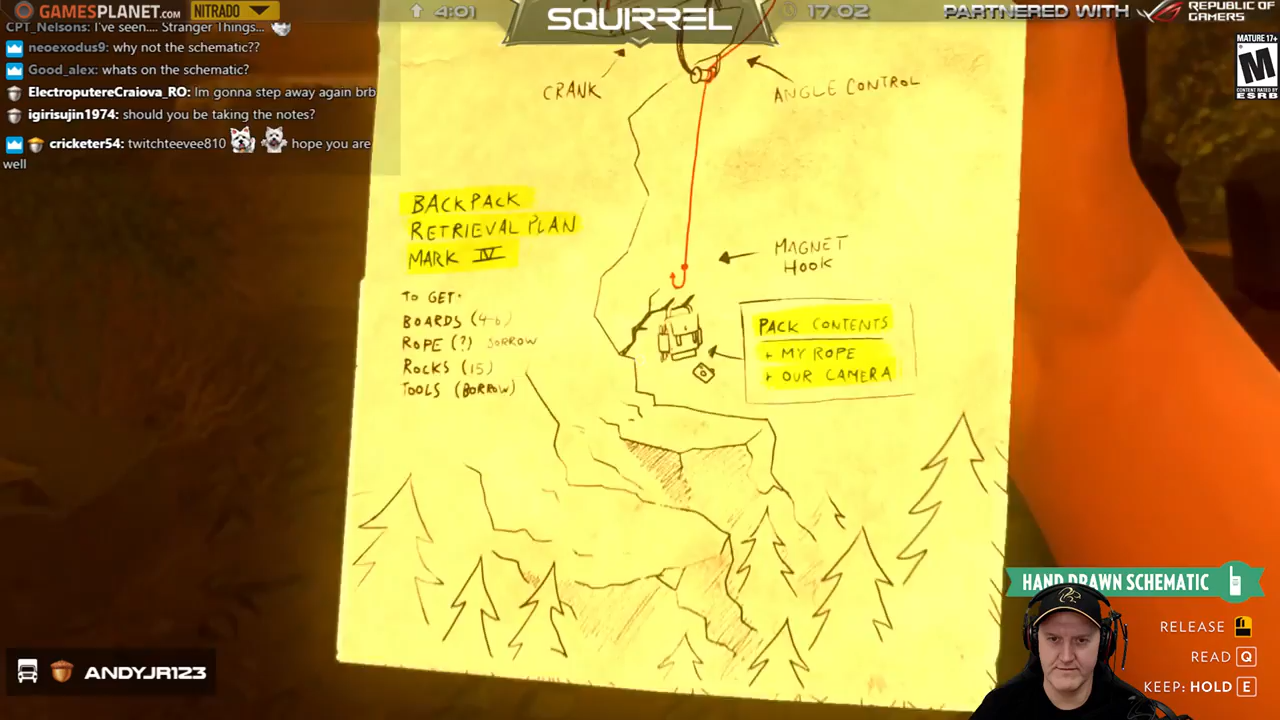 GAMESPLANET.COM
NITRADO
4:01
SQUIRREL
17:02
PARTNERED WITH
REPUBLIC OF
GAMERS
MATURE 17+
M
CONTENT RATED BY
ESRB
CPT_Nelsons: I've seen.... Stranger Things...
neoexodus9: why not the schematic??
Good_alex: whats on the schematic?
ElectroputereCraiova_RO: Im gonna step away again brb
igirisujin1974: should you be taking the notes?
cricketer54: twitchteevee810 hope you are
well
CRANK
ANGLE CONTROL
BACKPACK
RETRIEVAL PLAN
MARK IV
MAGNET
HOOK
TO GET:
BOARDS (4-6)
ROPE (?) BORROW
ROCKS (15)
TOOLS (BORROW)
PACK CONTENTS
+ MY ROPE
+ OUR CAMERA
HAND DRAWN SCHEMATIC
RELEASE
READ Q
KEEP: HOLD E
ANDYJR123